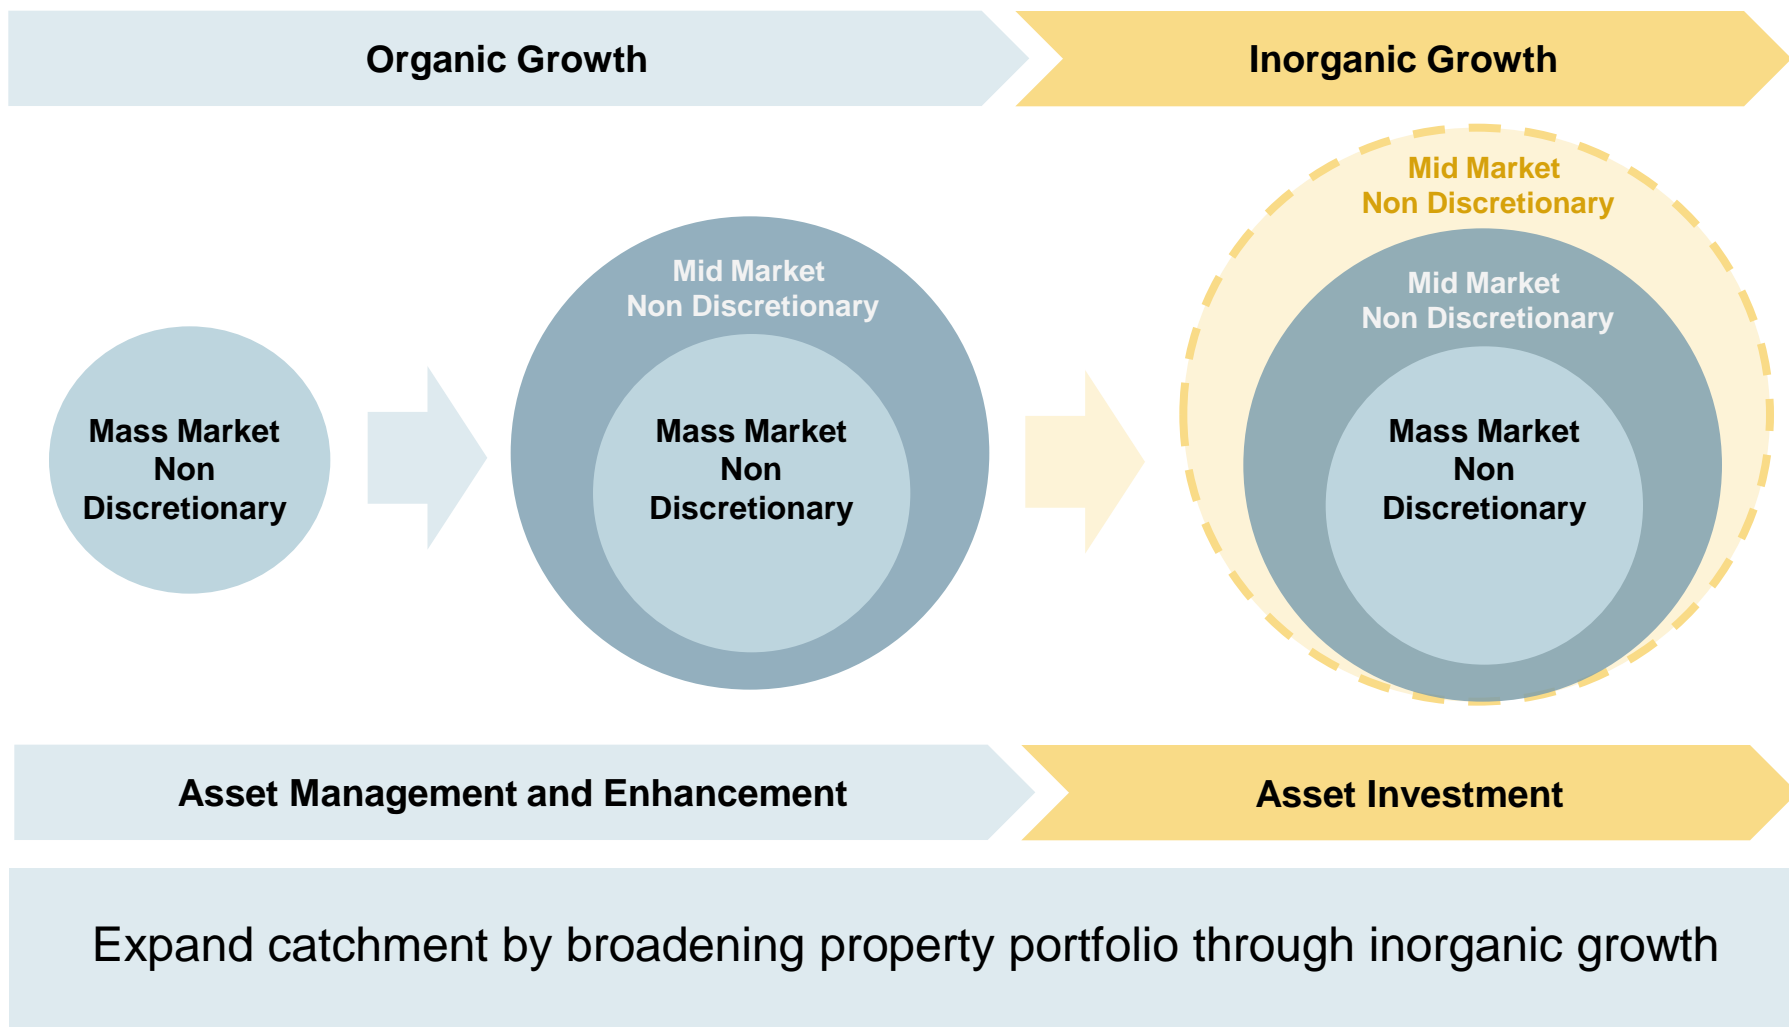 Organic Growth
Inorganic Growth
Mass Market
Non
Discretionary
Mid Market
Non Discretionary
Mass Market
Non
Discretionary
Mid Market
Non Discretionary
Mid Market
Non Discretionary
Mass Market
Non
Discretionary
Asset Management and Enhancement
Asset Investment
Expand catchment by broadening property portfolio through inorganic growth